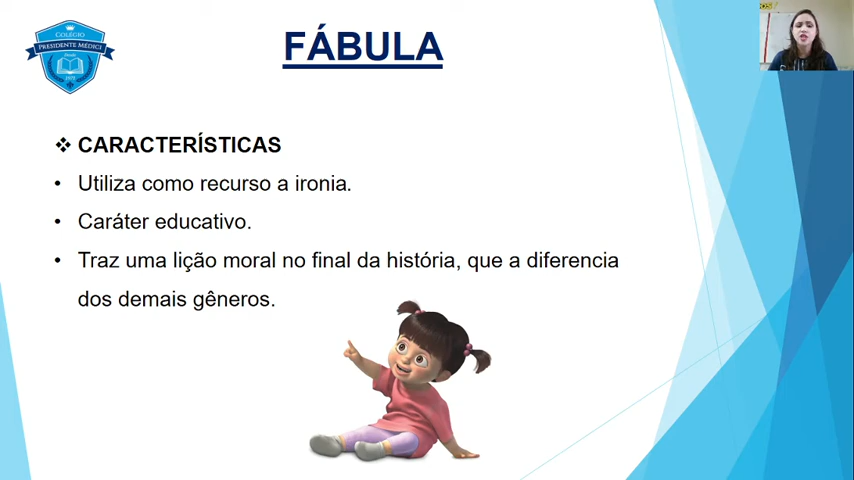 FÁBULA
COLÉGIO
PRESIDENTE MÉDICI
❖ CARACTERÍSTICAS
• Utiliza como recurso a ironia.
• Caráter educativo.
• Traz uma lição moral no final da história, que a diferencia
dos demais gêneros.